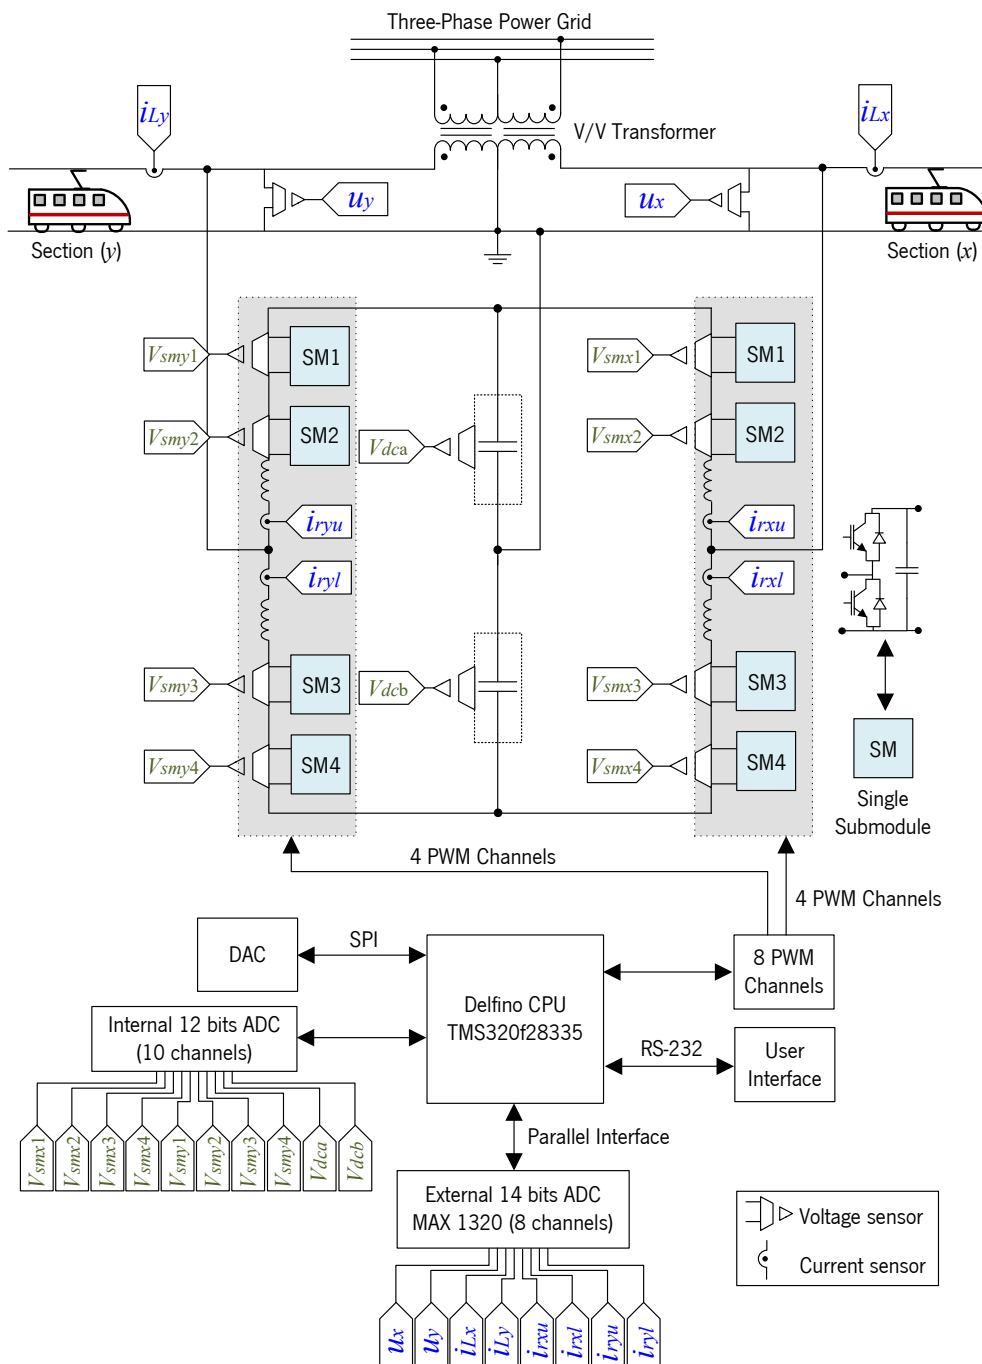 Three-Phase Power Grid
iLy
iLx
V/V Transformer
uy
ux
Section (y)
Section (x)
Vsmy1
SM1
Vsmx1
SM1
Vsmy2
SM2
Vdca
Vsmx2
SM2
iryu
irxu
iryl
irxl
Vsmy3
SM3
Vdcb
Vsmx3
SM3
Vsmy4
SM4
Vsmx4
SM4
SM
Single
Submodule
4 PWM Channels
4 PWM Channels
DAC
SPI
Delfino CPU
TMS320f28335
8 PWM
Channels
Internal 12 bits ADC
(10 channels)
RS-232
User
Interface
Vsmx1
Vsmx2
Vsmx3
Vsmx4
Vsmy1
Vsmy2
Vsmy3
Vsmy4
Vdca
Vdcb
Parallel Interface
External 14 bits ADC
MAX 1320 (8 channels)
Voltage sensor
Current sensor
ux
uy
iLx
iLy
irxu
irxl
iryu
iryl